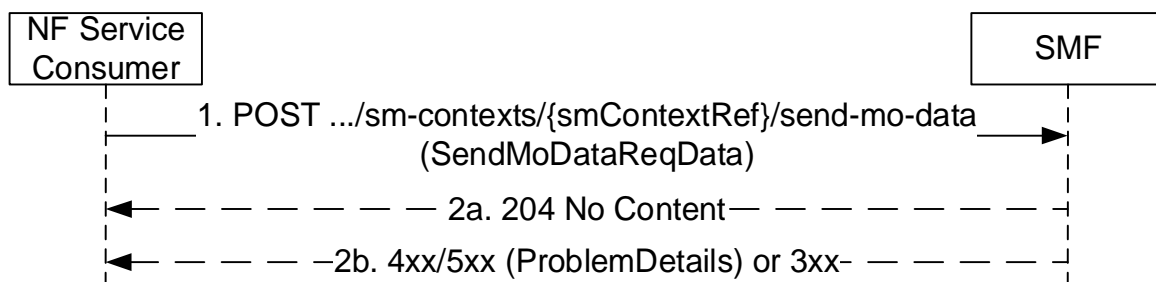 NF Service
Consumer
SMF
1. POST .../sm-contexts/{smContextRef}/send-mo-data
(SendMoDataReqData)
2a. 204 No Content
2b. 4xx/5xx (ProblemDetails) or 3xx